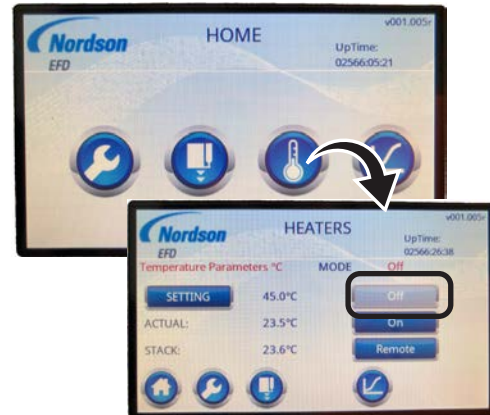 Nordson
EFD
HOME
v001.005r
UpTime:
02566:05:21
Nordson
EFD
HEATERS
v001.005r
UpTime:
02566:26:38
Temperature Parameters °C MODE Off
SETTING 45.0°C Off
ACTUAL: 23.5°C On
STACK: 23.6°C Remote